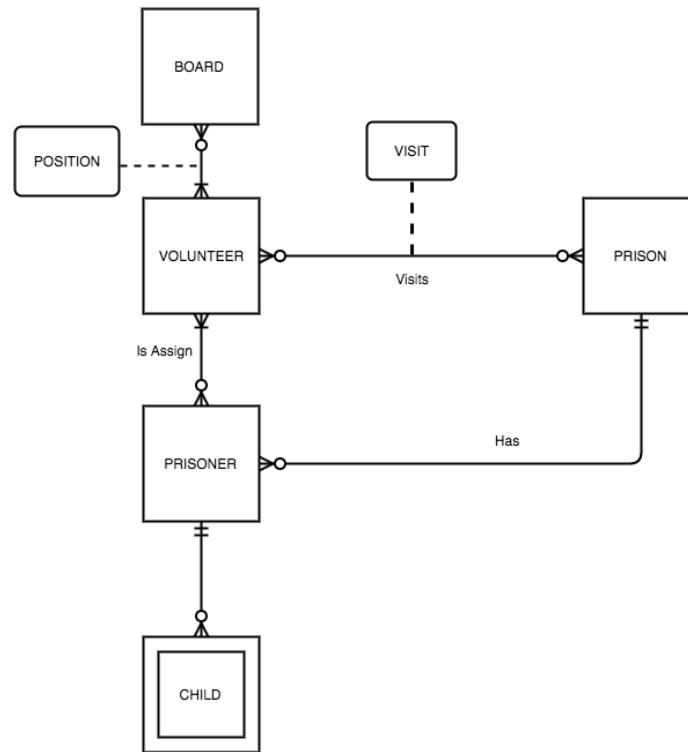 BOARD
POSITION
VISIT
VOLUNTEER
PRISON
Visits
Is Assign
Has
PRISONER
CHILD